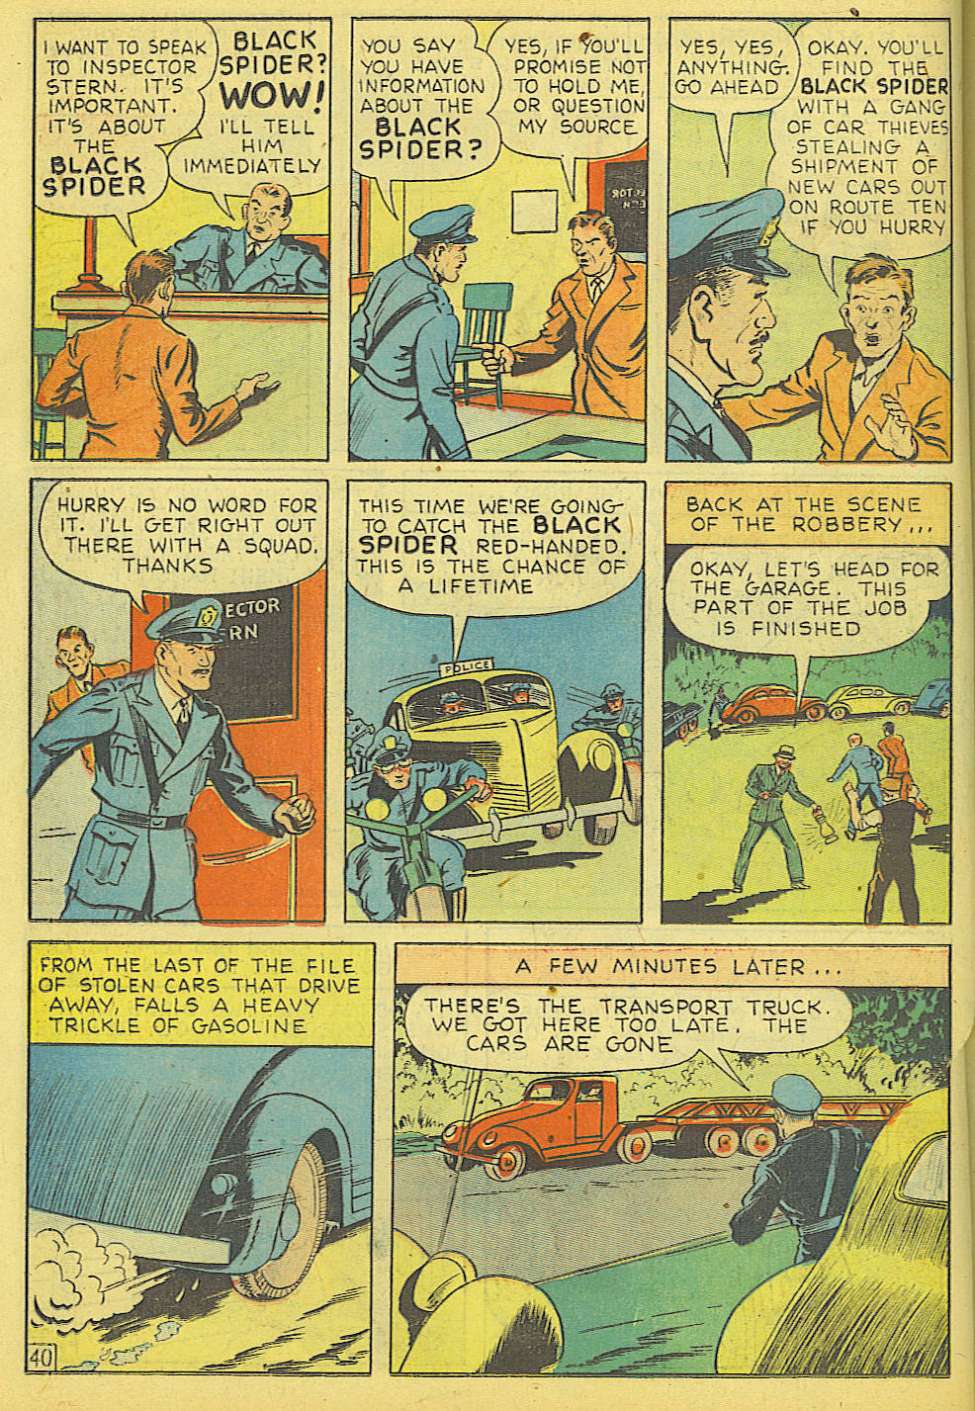 I WANT TO SPEAK
TO INSPECTOR
STERN. IT'S
IMPORTANT.
IT'S ABOUT
THE
BLACK
SPIDER
BLACK
SPIDER?
WOW!
I'LL TELL
HIM
IMMEDIATELY
YOU SAY
YOU HAVE
INFORMATION
ABOUT THE
BLACK
SPIDER?
YES, IF YOU'LL
PROMISE NOT
TO HOLD ME,
OR QUESTION
MY SOURCE
YES, YES,
ANYTHING.
GO AHEAD
OKAY. YOU'LL
FIND THE
BLACK SPIDER
WITH A GANG
OF CAR THIEVES
STEALING A
SHIPMENT OF
NEW CARS OUT
ON ROUTE TEN
IF YOU HURRY
HURRY IS NO WORD FOR
IT. I'LL GET RIGHT OUT
THERE WITH A SQUAD.
THANKS
ECTOR
RN
THIS TIME WE'RE GOING
TO CATCH THE BLACK
SPIDER RED-HANDED.
THIS IS THE CHANCE OF
A LIFETIME
POLICE
BACK AT THE SCENE
OF THE ROBBERY...
OKAY, LET'S HEAD FOR
THE GARAGE. THIS
PART OF THE JOB
IS FINISHED
FROM THE LAST OF THE FILE
OF STOLEN CARS THAT DRIVE
AWAY, FALLS A HEAVY
TRICKLE OF GASOLINE
40
A FEW MINUTES LATER...
THERE'S THE TRANSPORT TRUCK.
WE GOT HERE TOO LATE. THE
CARS ARE GONE